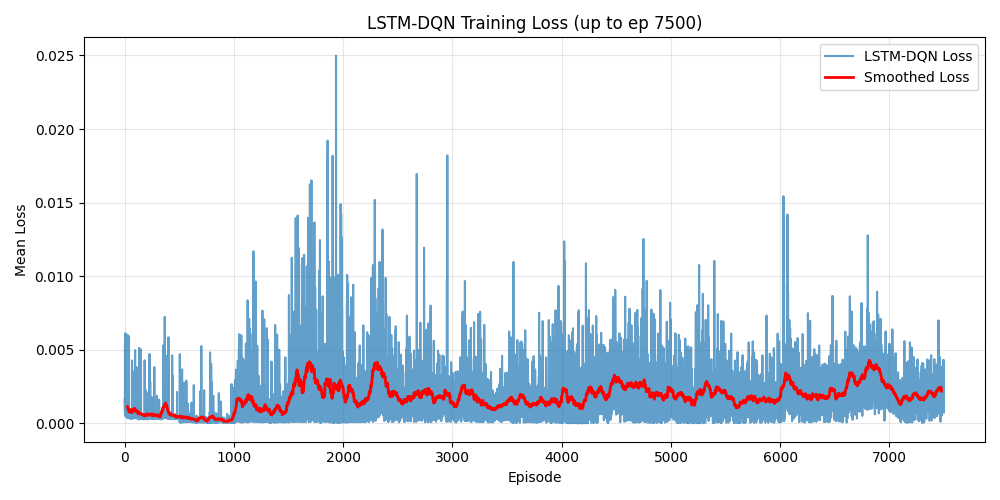 LSTM-DQN Training Loss (up to ep 7500)
LSTM-DQN Loss
Smoothed Loss
Mean Loss
0.025
0.020
0.015
0.010
0.005
0.000
0 1000 2000 3000 4000 5000 6000 7000
Episode